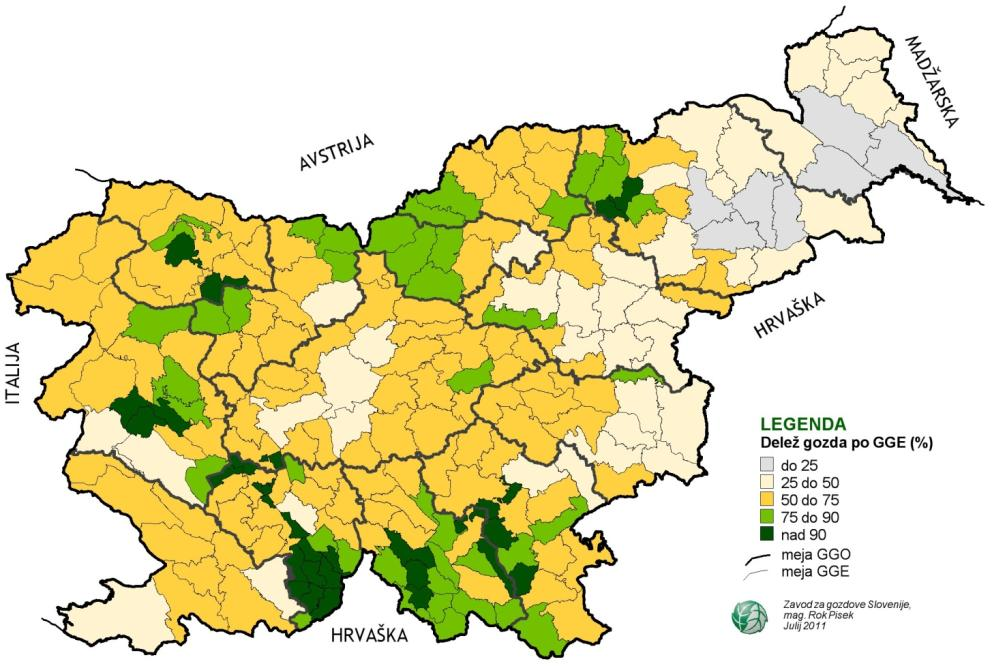 MADŽARSKA
AVSTRIJA
HRVAŠKA
ITALIJA
LEGENDA
Delež gozda po GGE (%)
do 25
25 do 50
50 do 75
75 do 90
nad 90
meja GGO
meja GGE
Zavod za gozdove Slovenije,
mag. Rok Pisek
Julij 2011
HRVAŠKA